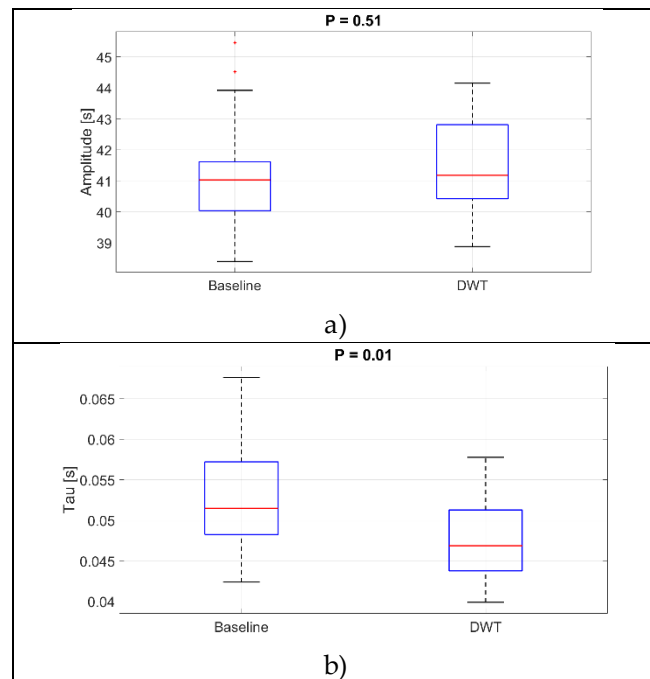 P = 0.51
Amplitude [s]
45
44
43
42
41
40
39
Baseline DWT
a)
P = 0.01
Tau [s]
0.065
0.06
0.055
0.05
0.045
0.04
Baseline DWT
b)